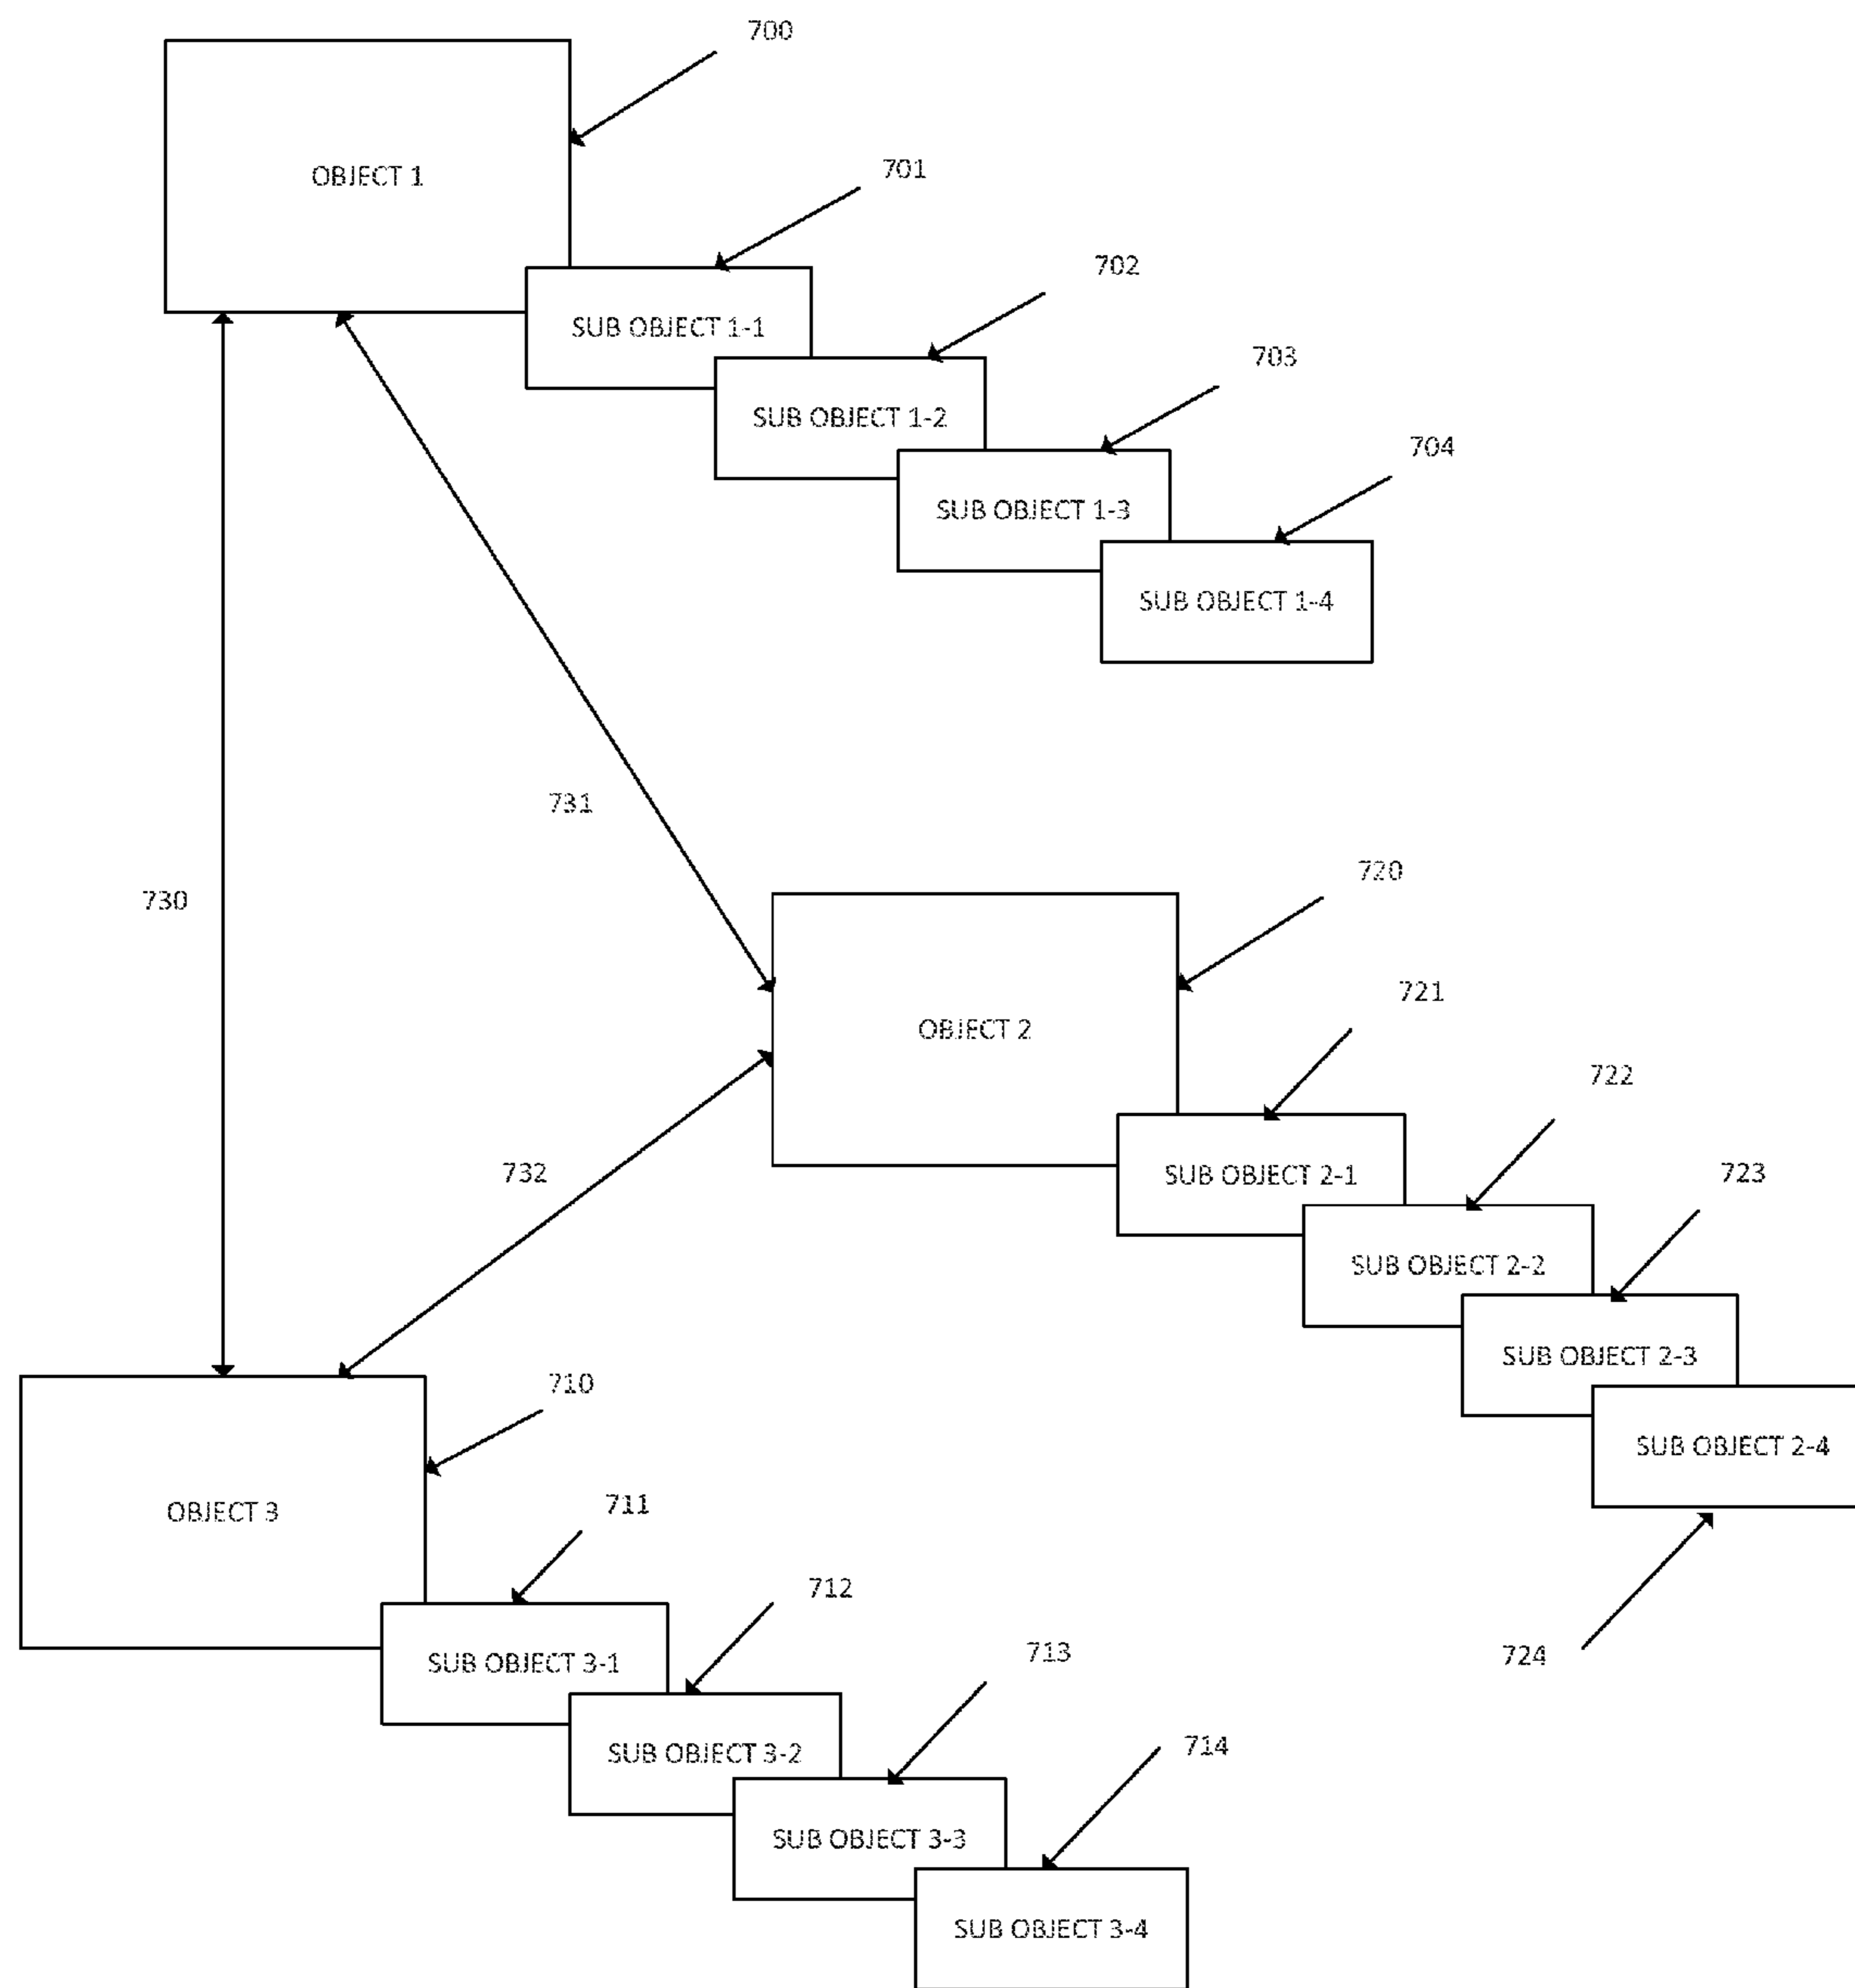 700
OBJECT 1
701
702
SUB OBJECT 1-1
703
SUB OBJECT 1-2
704
SUB OBJECT 1-3
SUB OBJECT 1-4
731
730
720
721
OBJECT 2
722
732
SUB OBJECT 2-1
723
SUB OBJECT 2-2
SUB OBJECT 2-3
710
SUB OBJECT 2-4
711
OBJECT 3
712
713
724
SUB OBJECT 3-1
714
SUB OBJECT 3-2
SUB OBJECT 3-3
SUB OBJECT 3-4